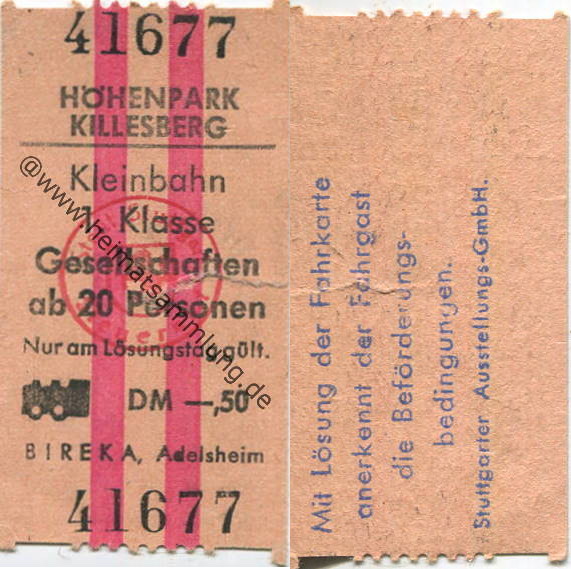 41677
HÖHENPARK
KILLESBERG
Kleinbahn
1. Klasse
Gesellschaften
ab 20 Personen
Nur am Lösungstag gült.
DM —,50
BIREKA, Adelsheim
41677
@www.heimatsammlung.de
Mit Lösung der Fahrkarte
anerkennt der Fahrgast
die Beförderungs-
bedingungen.
Stuttgarter Ausstellungs-GmbH.